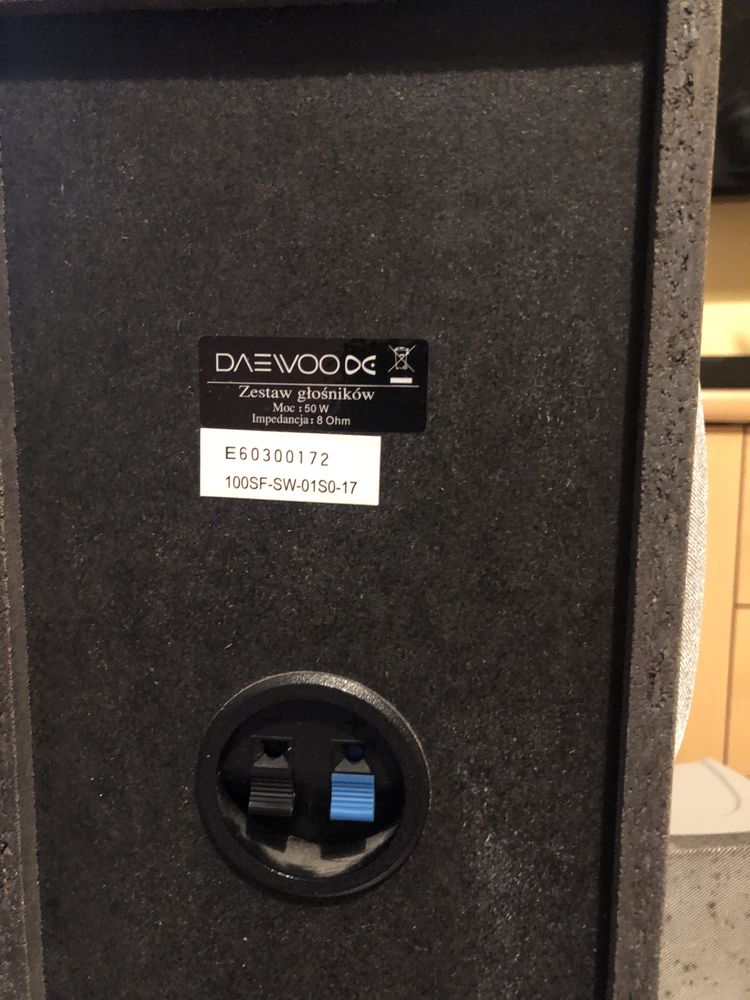 DAEWOO
Zestaw głośników
Moc : 50 W
Impedancja : 8 Ohm
E60300172
100SF-SW-01S0-17